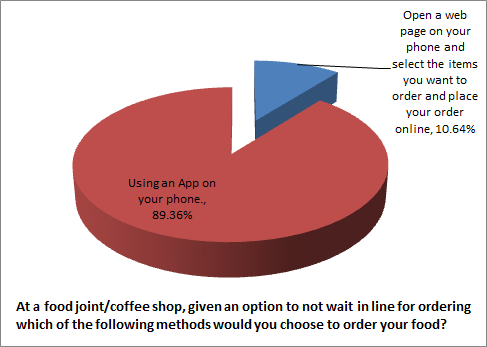 Open a web
page on your
phone and
select the items
you want to
order and place
your order
online, 10.64%
Using an App on
your phone.,
89.36%
At a food joint/coffee shop, given an option to not wait in line for ordering
which of the following methods would you choose to order your food?